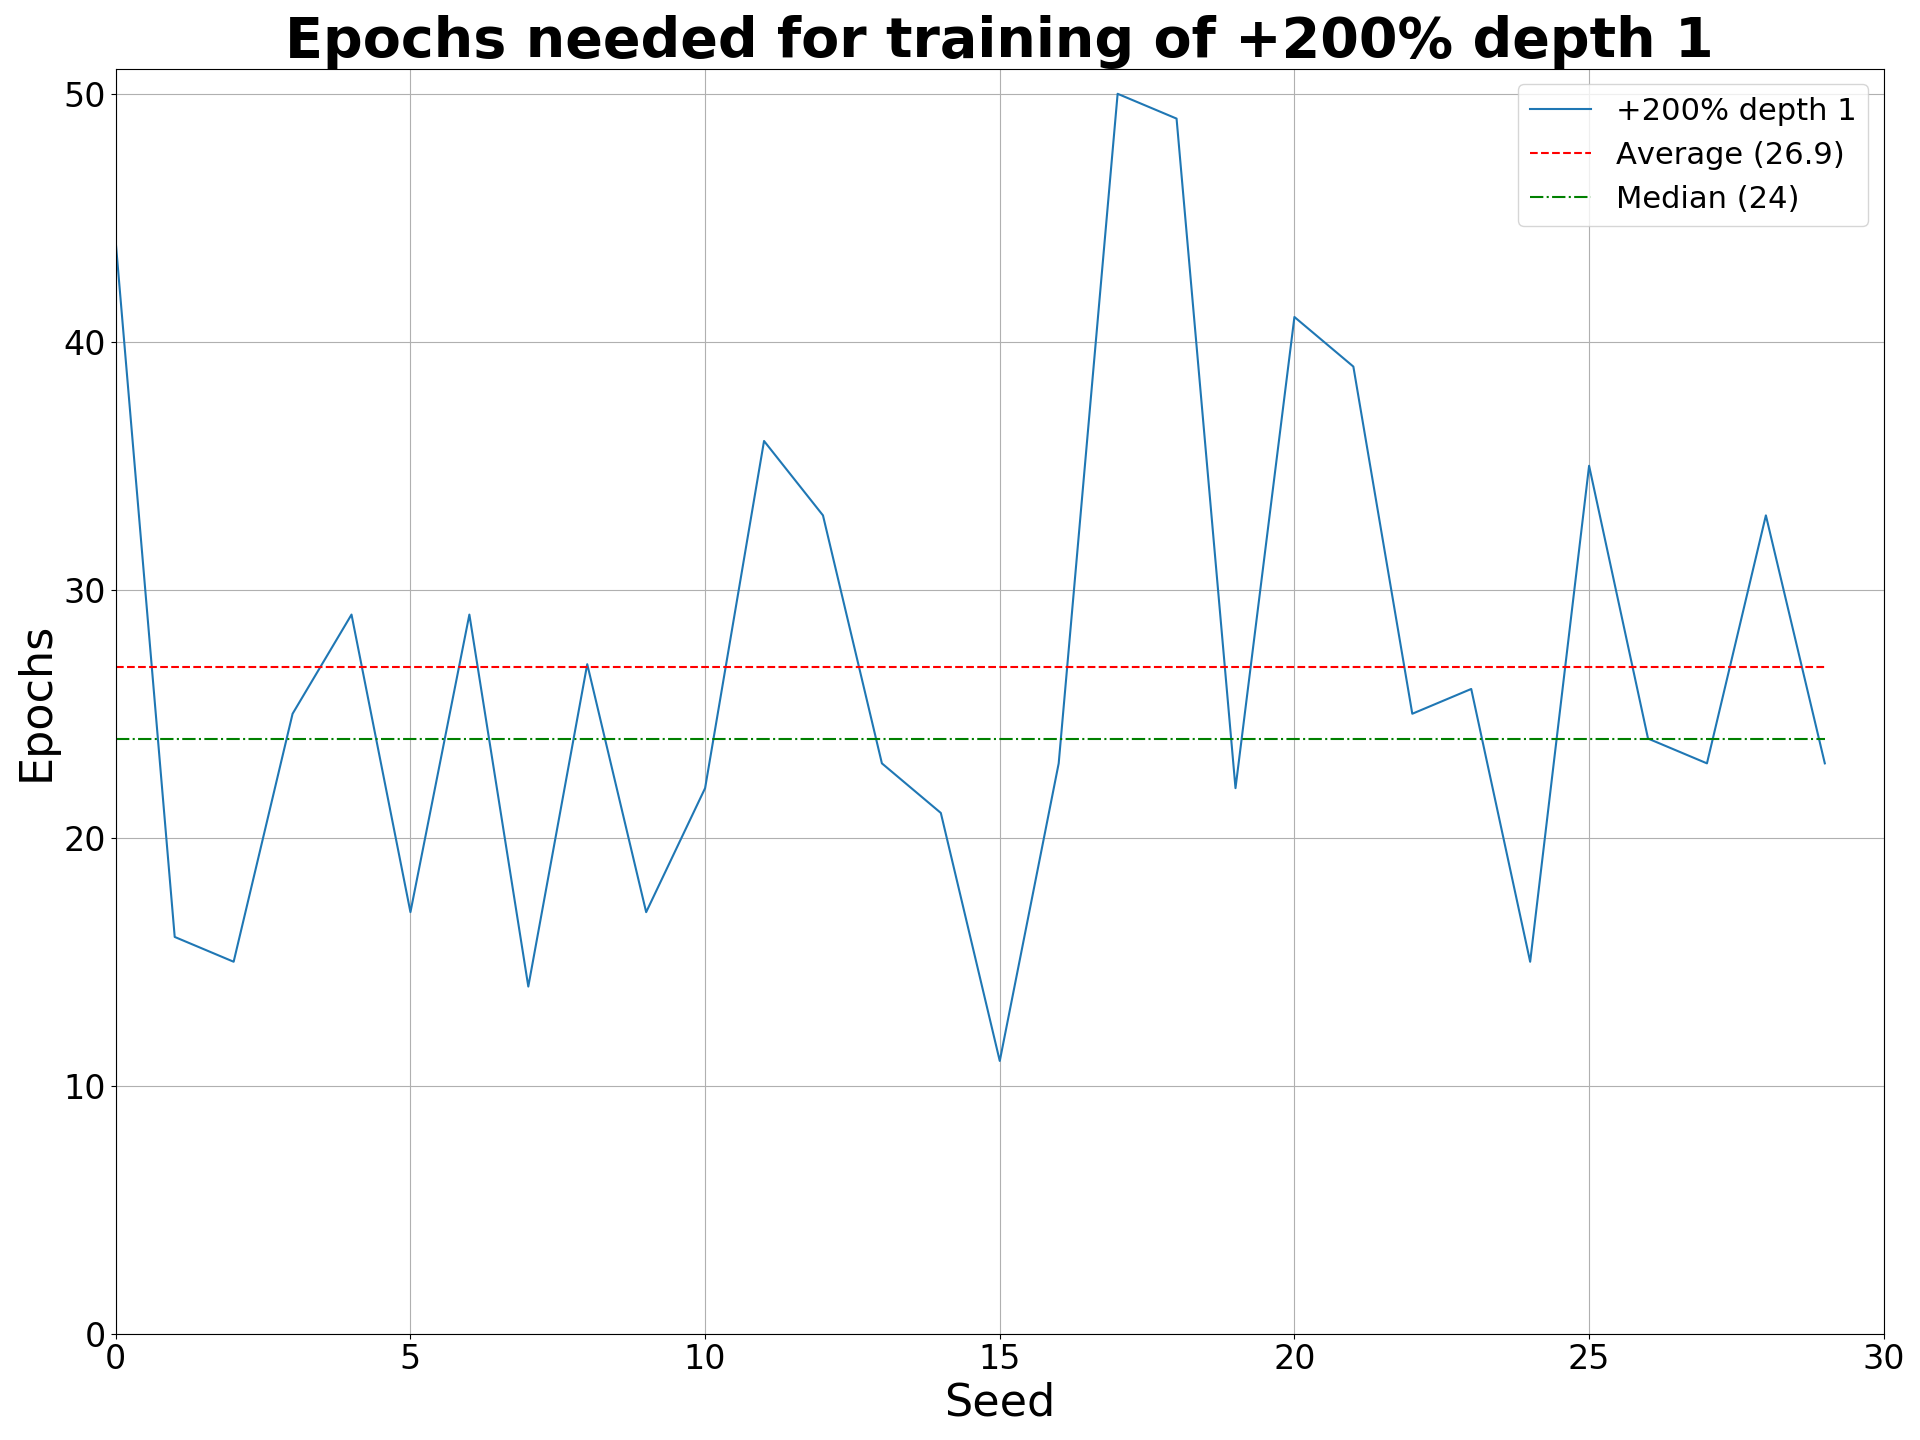 Epochs needed for training of +200% depth 1
+200% depth 1
Average (26.9)
Median (24)
50
40
30
20
10
0
Epochs
0 5 10 15 20 25 30
Seed